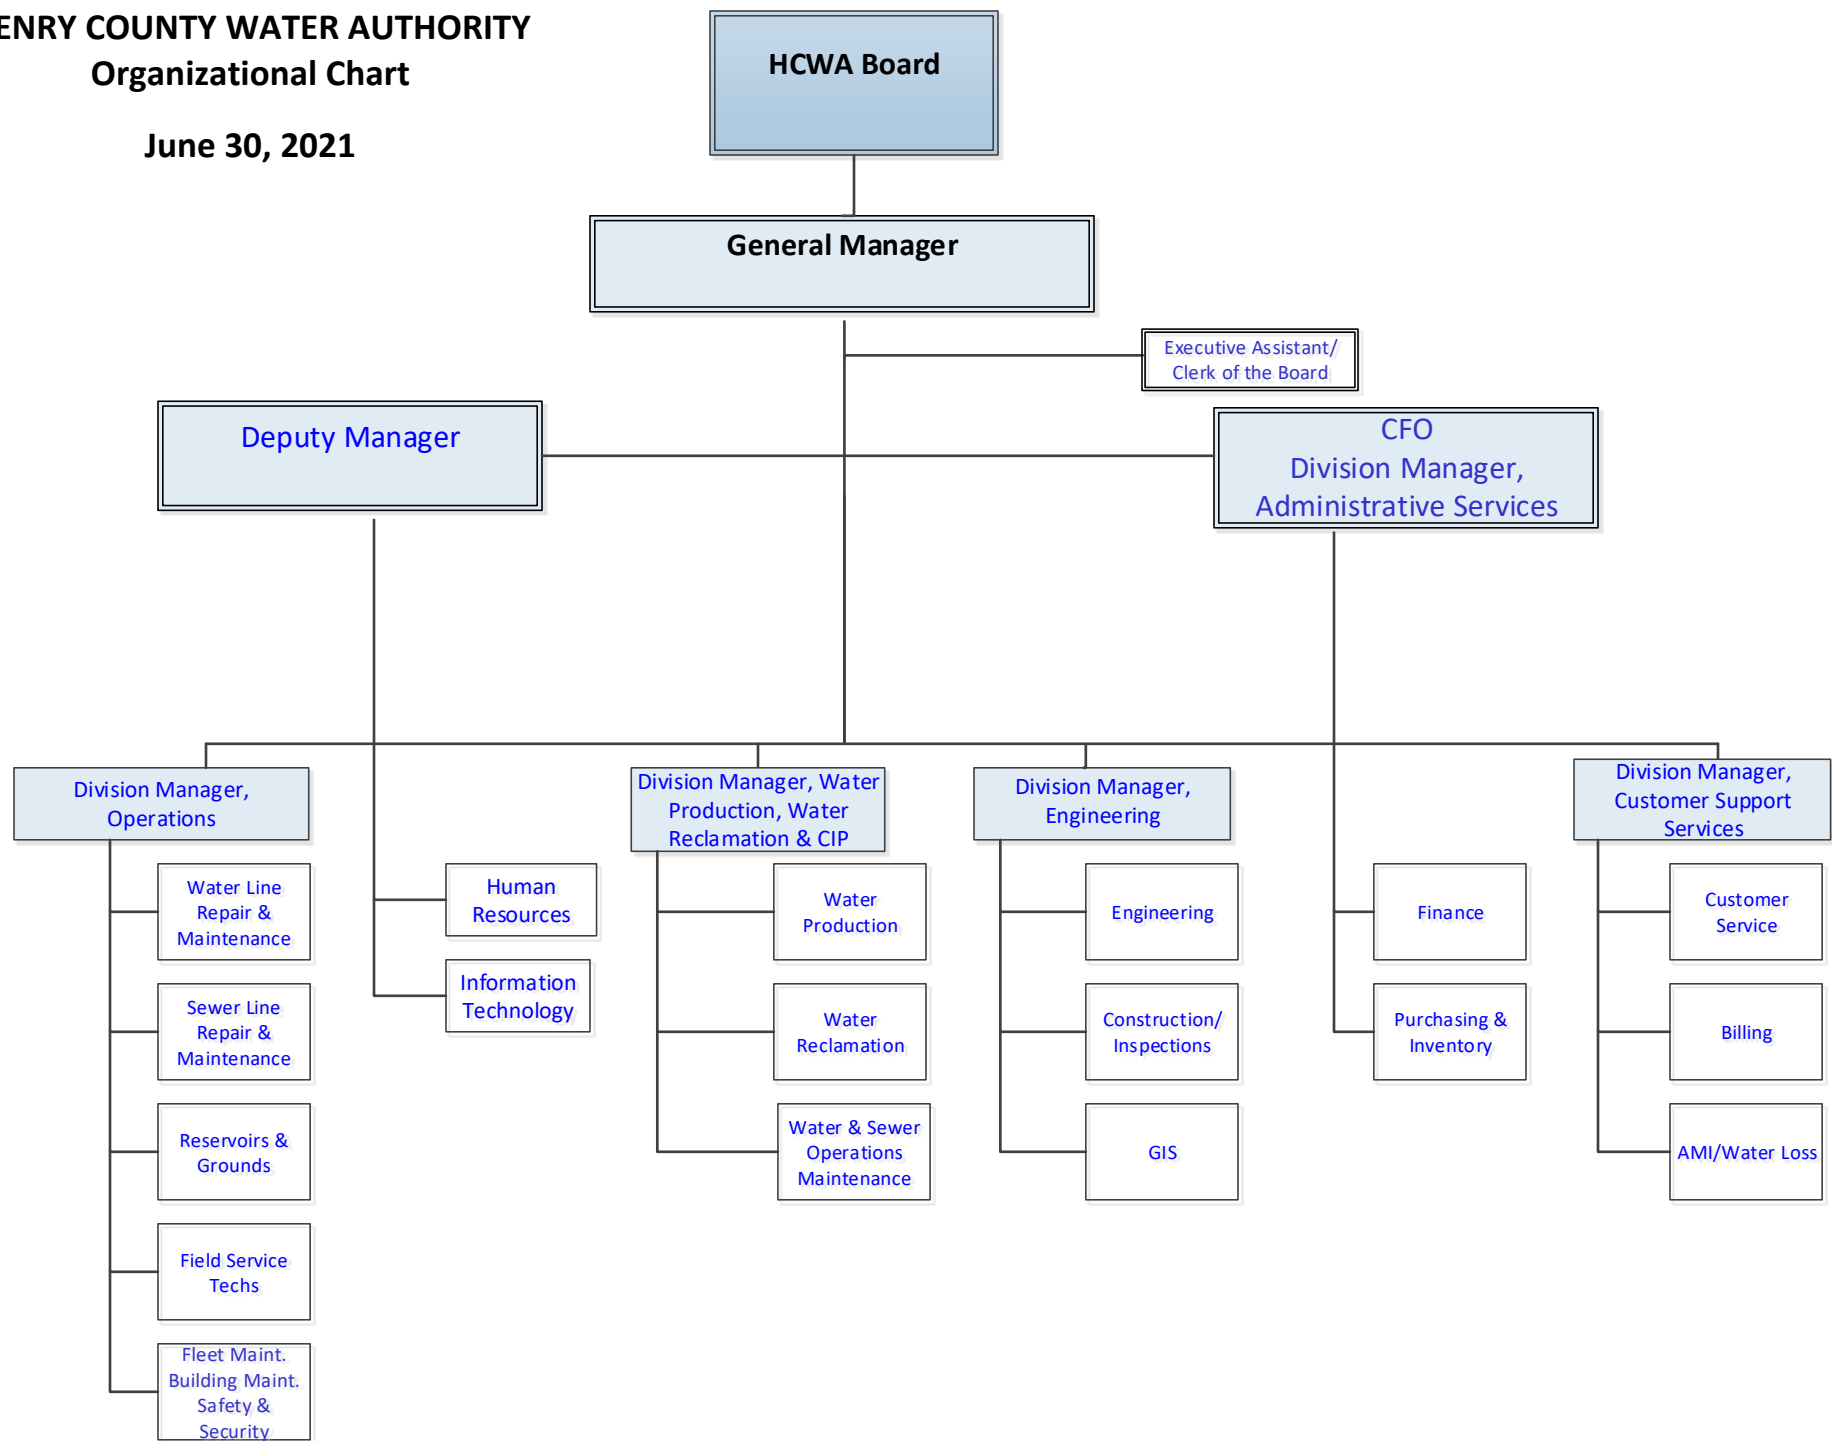 ENRY COUNTY WATER AUTHORITY
Organizational Chart
June 30, 2021
HCWA Board
General Manager
Executive Assistant/
Clerk of the Board
Deputy Manager
CFO
Division Manager,
Administrative Services
Division Manager,
Operations
Division Manager, Water
Production, Water
Reclamation & CIP
Division Manager,
Engineering
Division Manager,
Customer Support
Services
Water Line
Repair &
Maintenance
Sewer Line
Repair &
Maintenance
Reservoirs &
Grounds
Field Service
Techs
Fleet Maint.
Building Maint.
Safety &
Security
Human
Resources
Information
Technology
Water
Production
Water
Reclamation
Water & Sewer
Operations
Maintenance
Engineering
Construction/
Inspections
GIS
Finance
Purchasing &
Inventory
Customer
Service
Billing
AMI/Water Loss